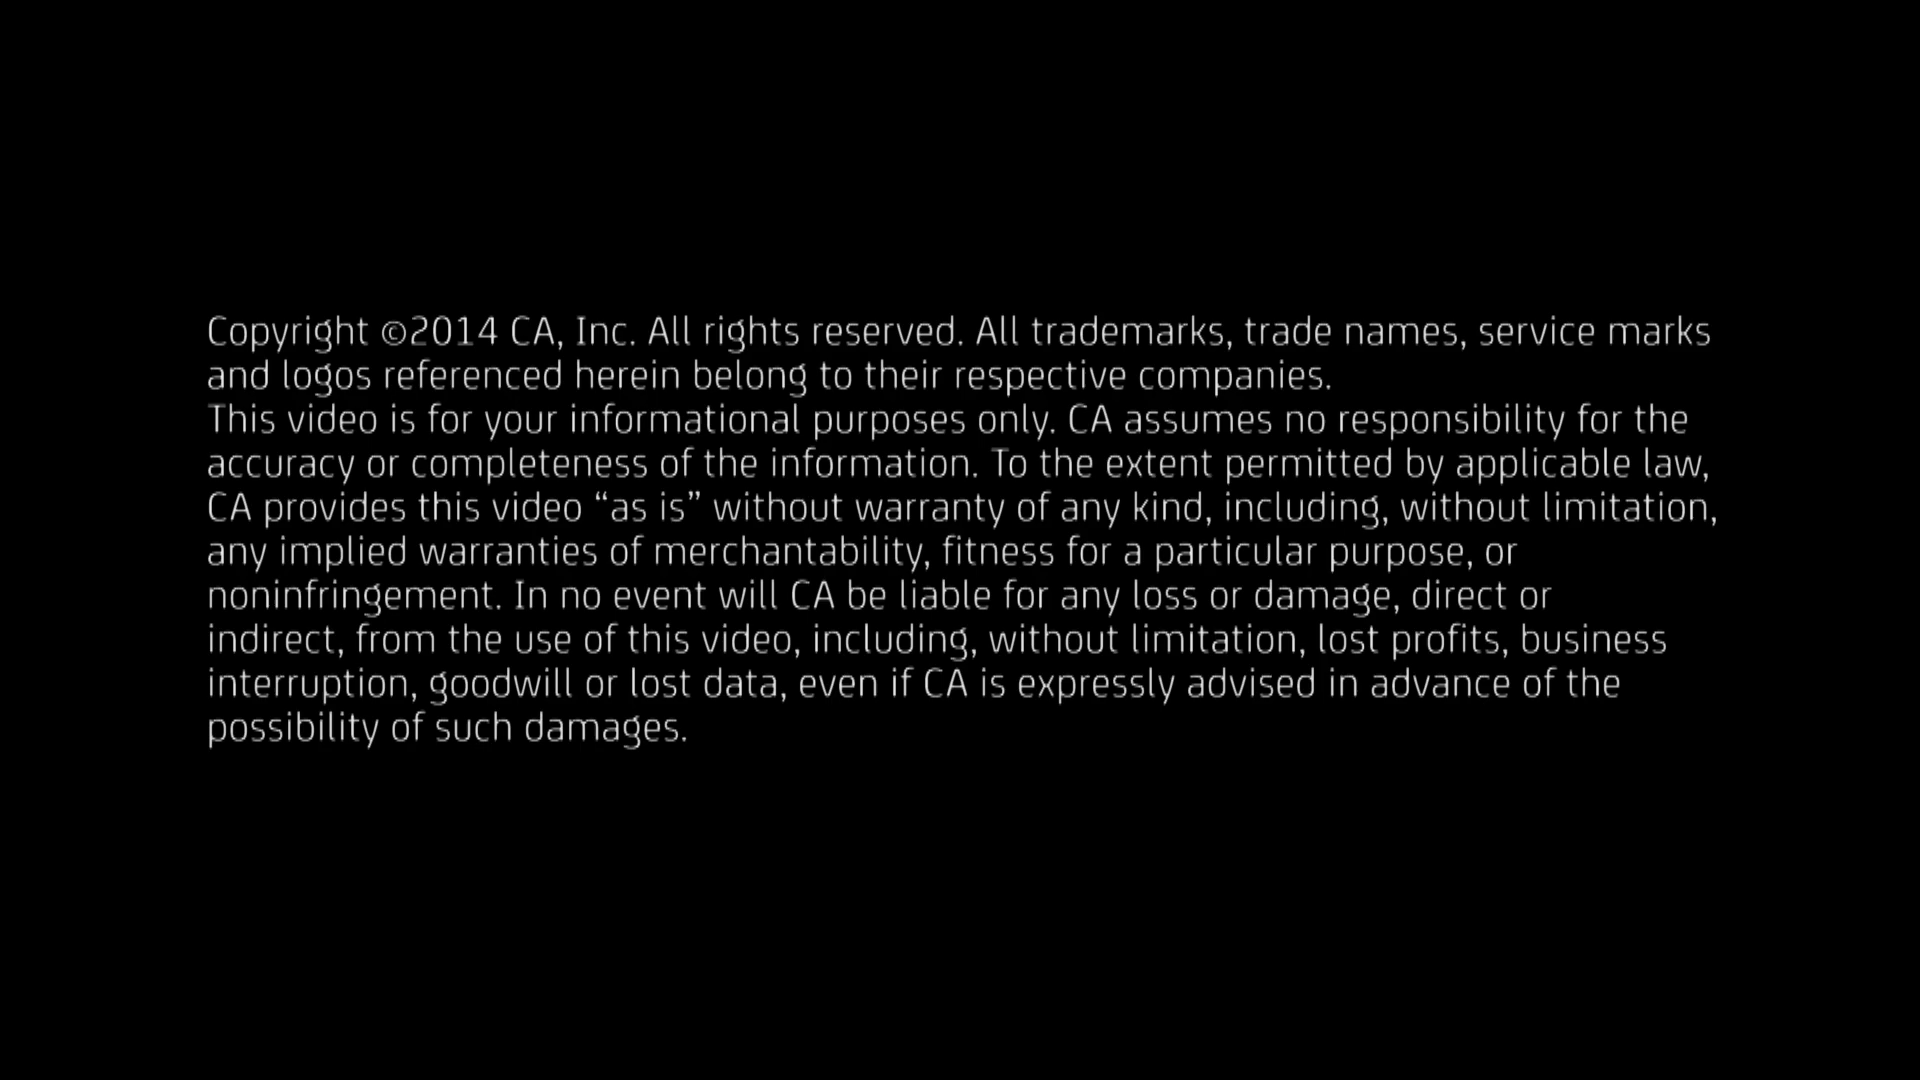 Copyright ©2014 CA, Inc. All rights reserved. All trademarks, trade names, service marks
and logos referenced herein belong to their respective companies.
This video is for your informational purposes only. CA assumes no responsibility for the
accuracy or completeness of the information. To the extent permitted by applicable law,
CA provides this video “as is” without warranty of any kind, including, without limitation,
any implied warranties of merchantability, fitness for a particular purpose, or
noninfringement. In no event will CA be liable for any loss or damage, direct or
indirect, from the use of this video, including, without limitation, lost profits, business
interruption, goodwill or lost data, even if CA is expressly advised in advance of the
possibility of such damages.